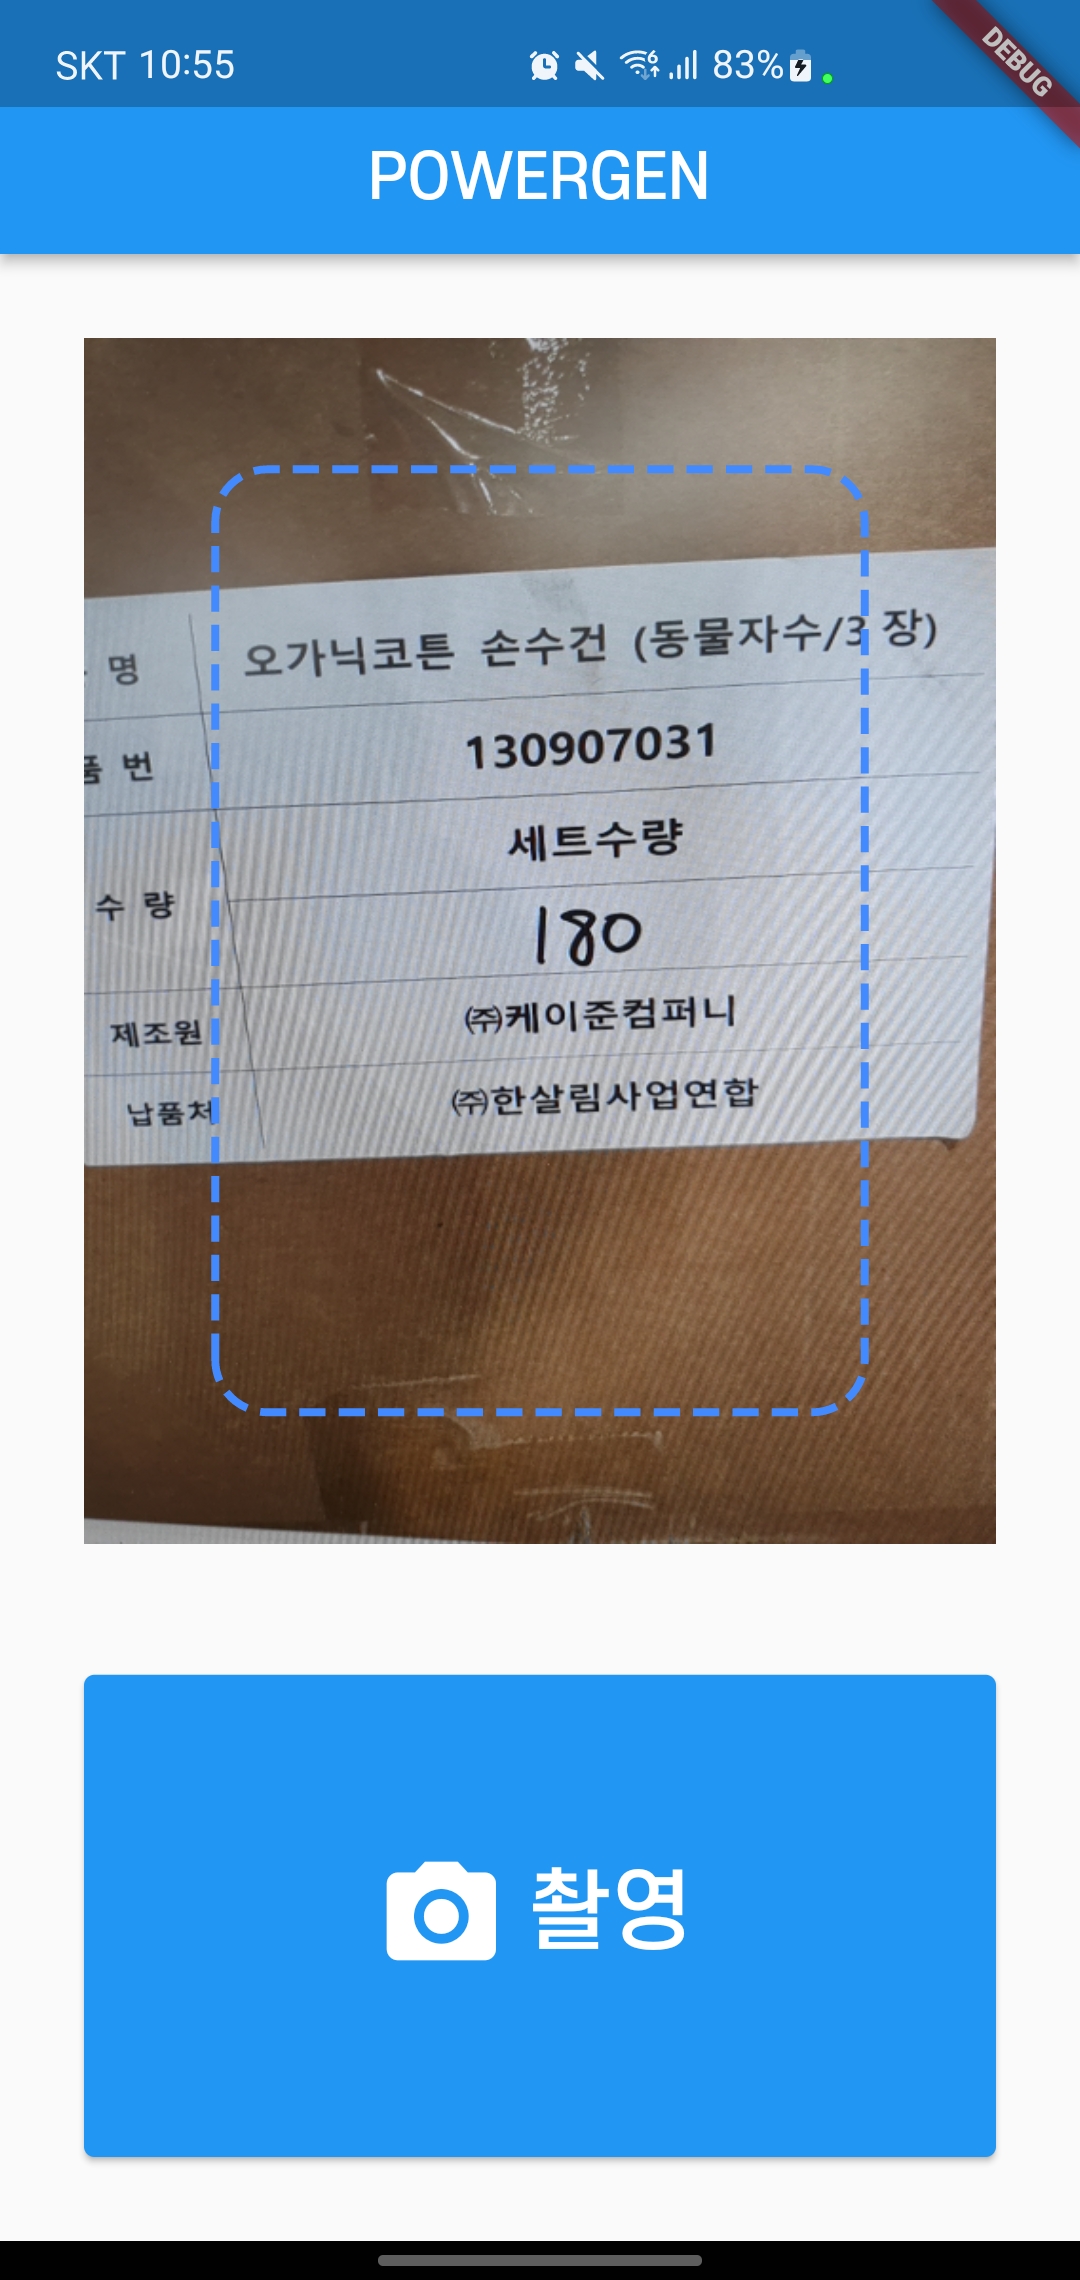 SKT 10:55 83%
DEBUG
POWERGEN
명 오가닉코튼 손수건 (동물자수/3 장)
품 번 130907031
수 량 세트수량
180
제조원 ㈜케이준컴퍼니
납품처 ㈜한살림사업연합
촬영